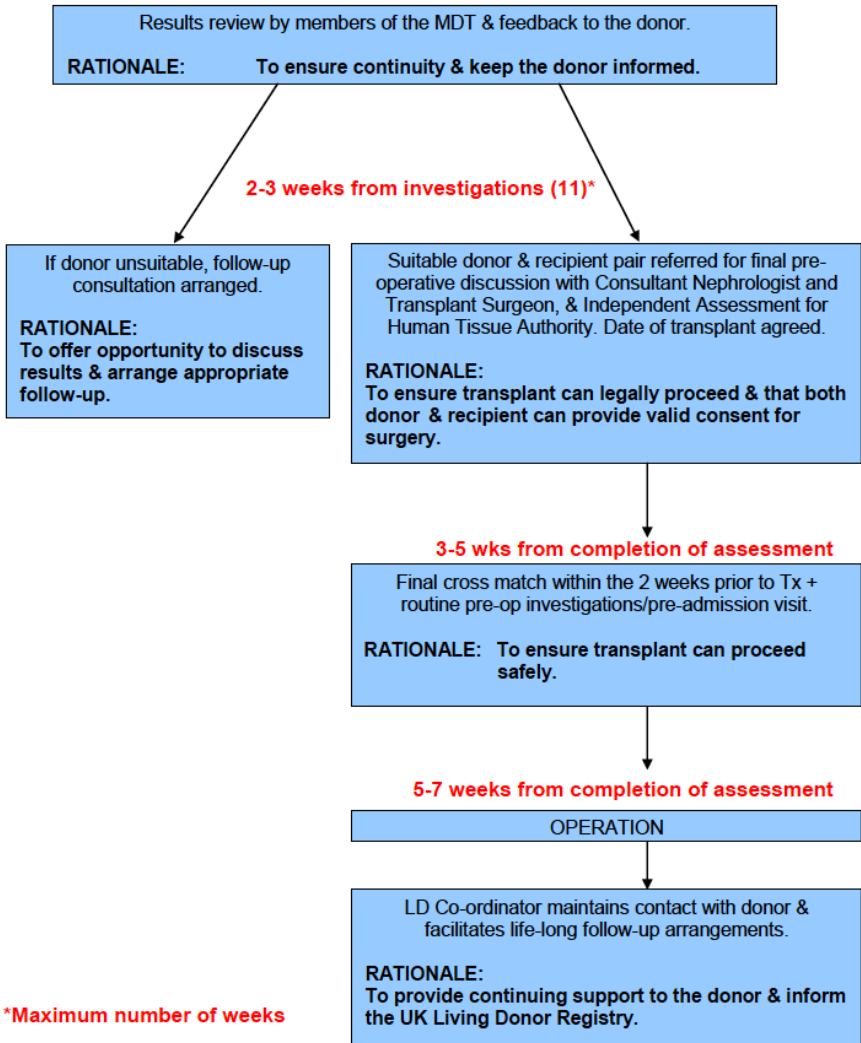 Results review by members of the MDT & feedback to the donor.
RATIONALE: To ensure continuity & keep the donor informed.
2-3 weeks from investigations (11)*
If donor unsuitable, follow-up
consultation arranged.
RATIONALE:
To offer opportunity to discuss
results & arrange appropriate
follow-up.
Suitable donor & recipient pair referred for final pre-
operative discussion with Consultant Nephrologist and
Transplant Surgeon, & Independent Assessment for
Human Tissue Authority. Date of transplant agreed.
RATIONALE:
To ensure transplant can legally proceed & that both
donor & recipient can provide valid consent for
surgery.
3-5 wks from completion of assessment
Final cross match within the 2 weeks prior to Tx +
routine pre-op investigations/pre-admission visit.
RATIONALE: To ensure transplant can proceed
safely.
5-7 weeks from completion of assessment
OPERATION
LD Co-ordinator maintains contact with donor &
facilitates life-long follow-up arrangements.
RATIONALE:
To provide continuing support to the donor & inform
the UK Living Donor Registry.
*Maximum number of weeks